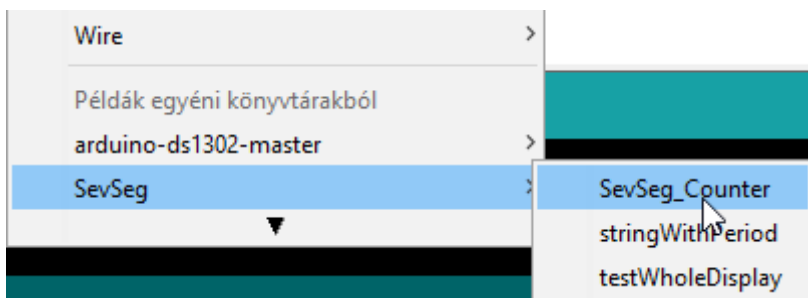 Wire
Példák egyéni könyvtárakból
arduino-ds1302-master
SevSeg
SevSeg_Counter
stringWithPeriod
testWholeDisplay